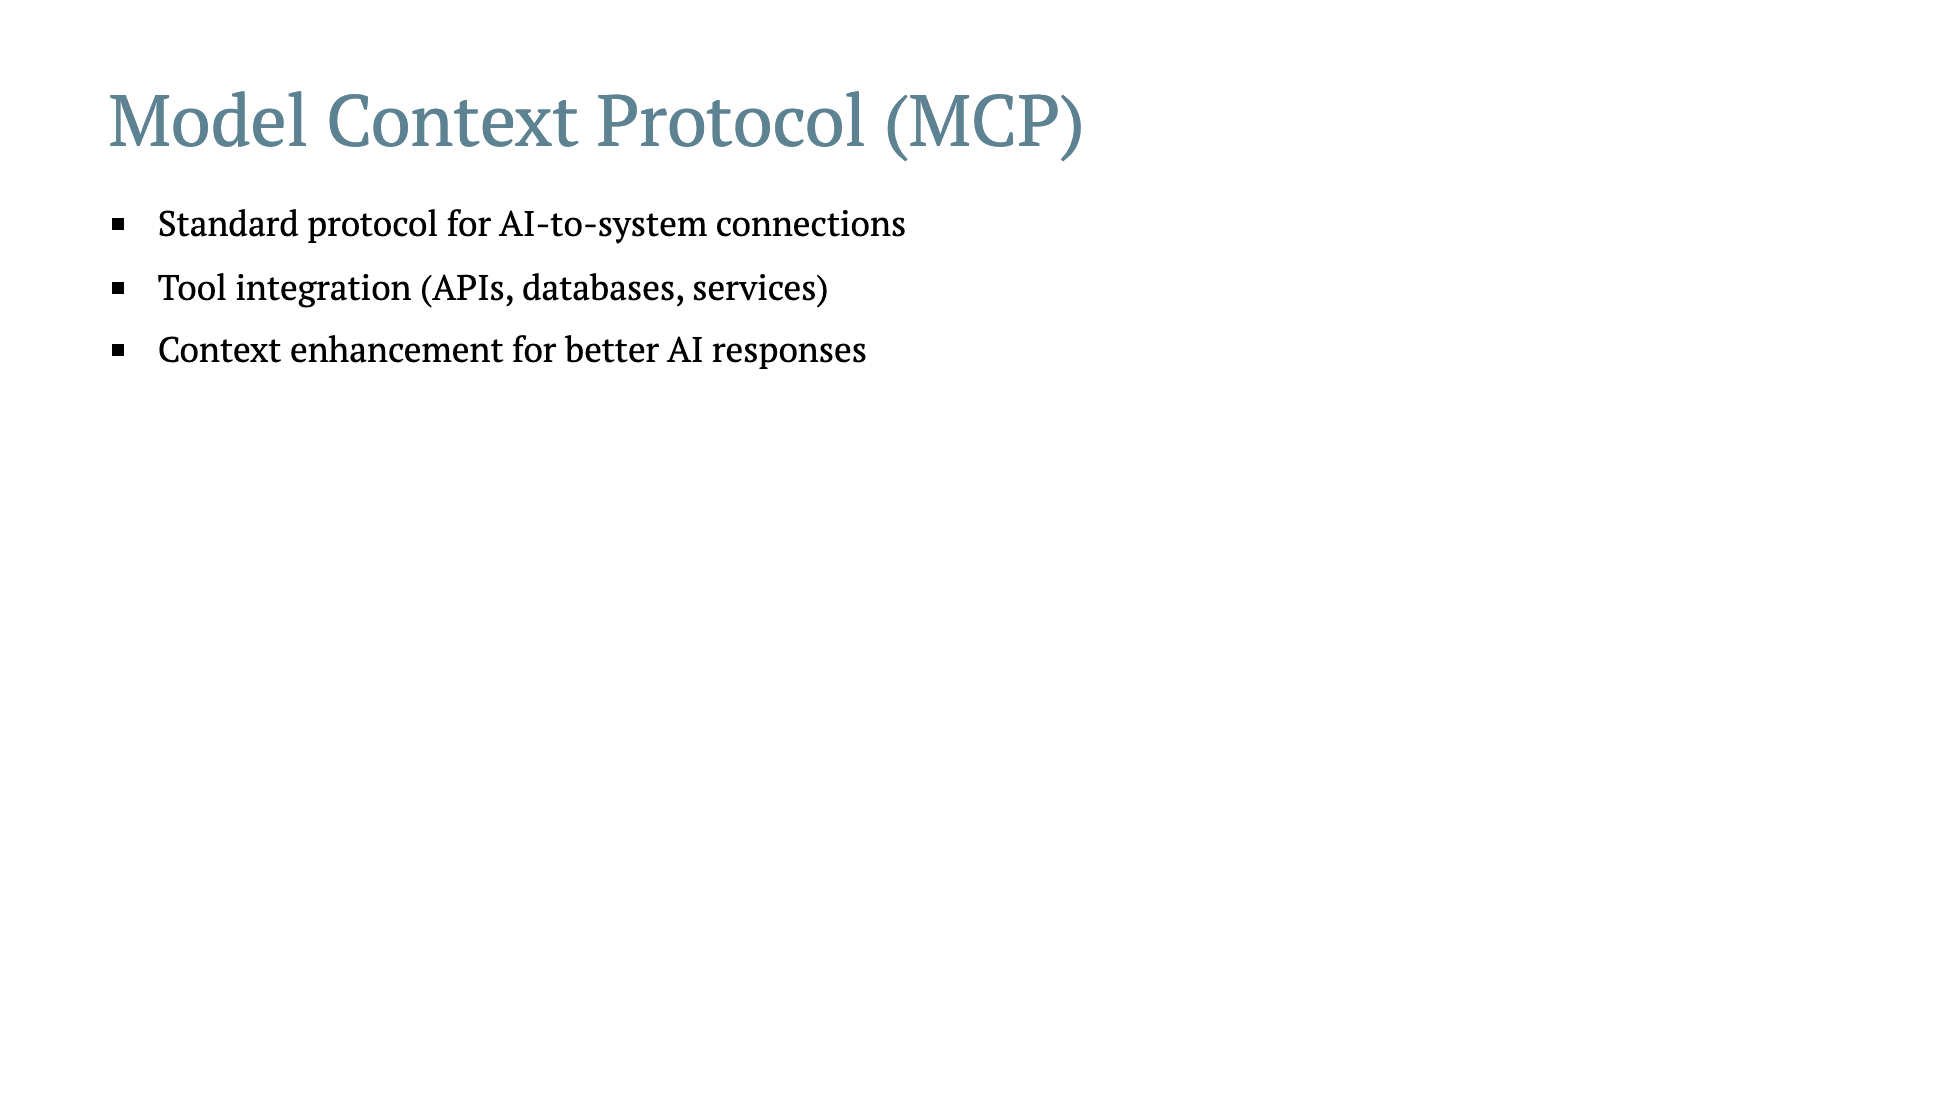 Model Context Protocol (MCP)
▪ Standard protocol for AI-to-system connections
▪ Tool integration (APIs, databases, services)
▪ Context enhancement for better AI responses